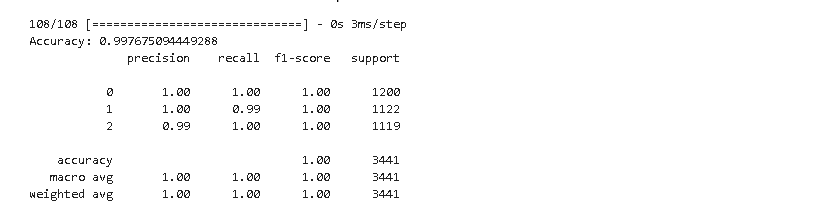 108/108 [==============================] - 0s 3ms/step
Accuracy: 0.997675094449288
precision recall f1-score support
0 1.00 1.00 1.00 1200
1 1.00 0.99 1.00 1122
2 0.99 1.00 1.00 1119
accuracy 1.00 3441
macro avg 1.00 1.00 1.00 3441
weighted avg 1.00 1.00 1.00 3441